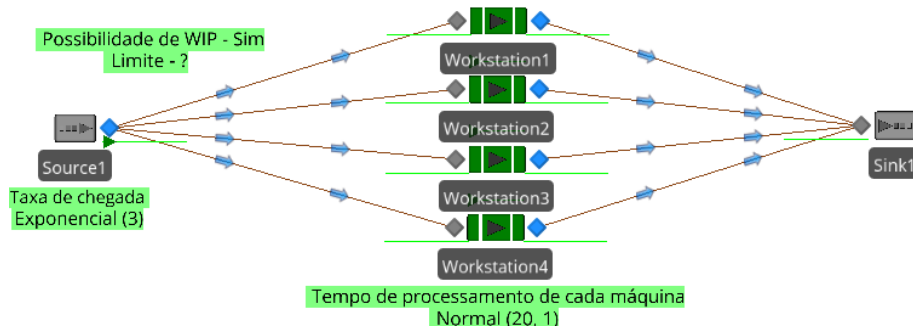 Possibilidade de WIP - Sim
Limite - ?
Workstation1
Workstation2
Source1
Sink1
Workstation3
Taxa de chegada
Exponencial (3)
Workstation4
Tempo de processamento de cada máquina
Normal (20, 1)